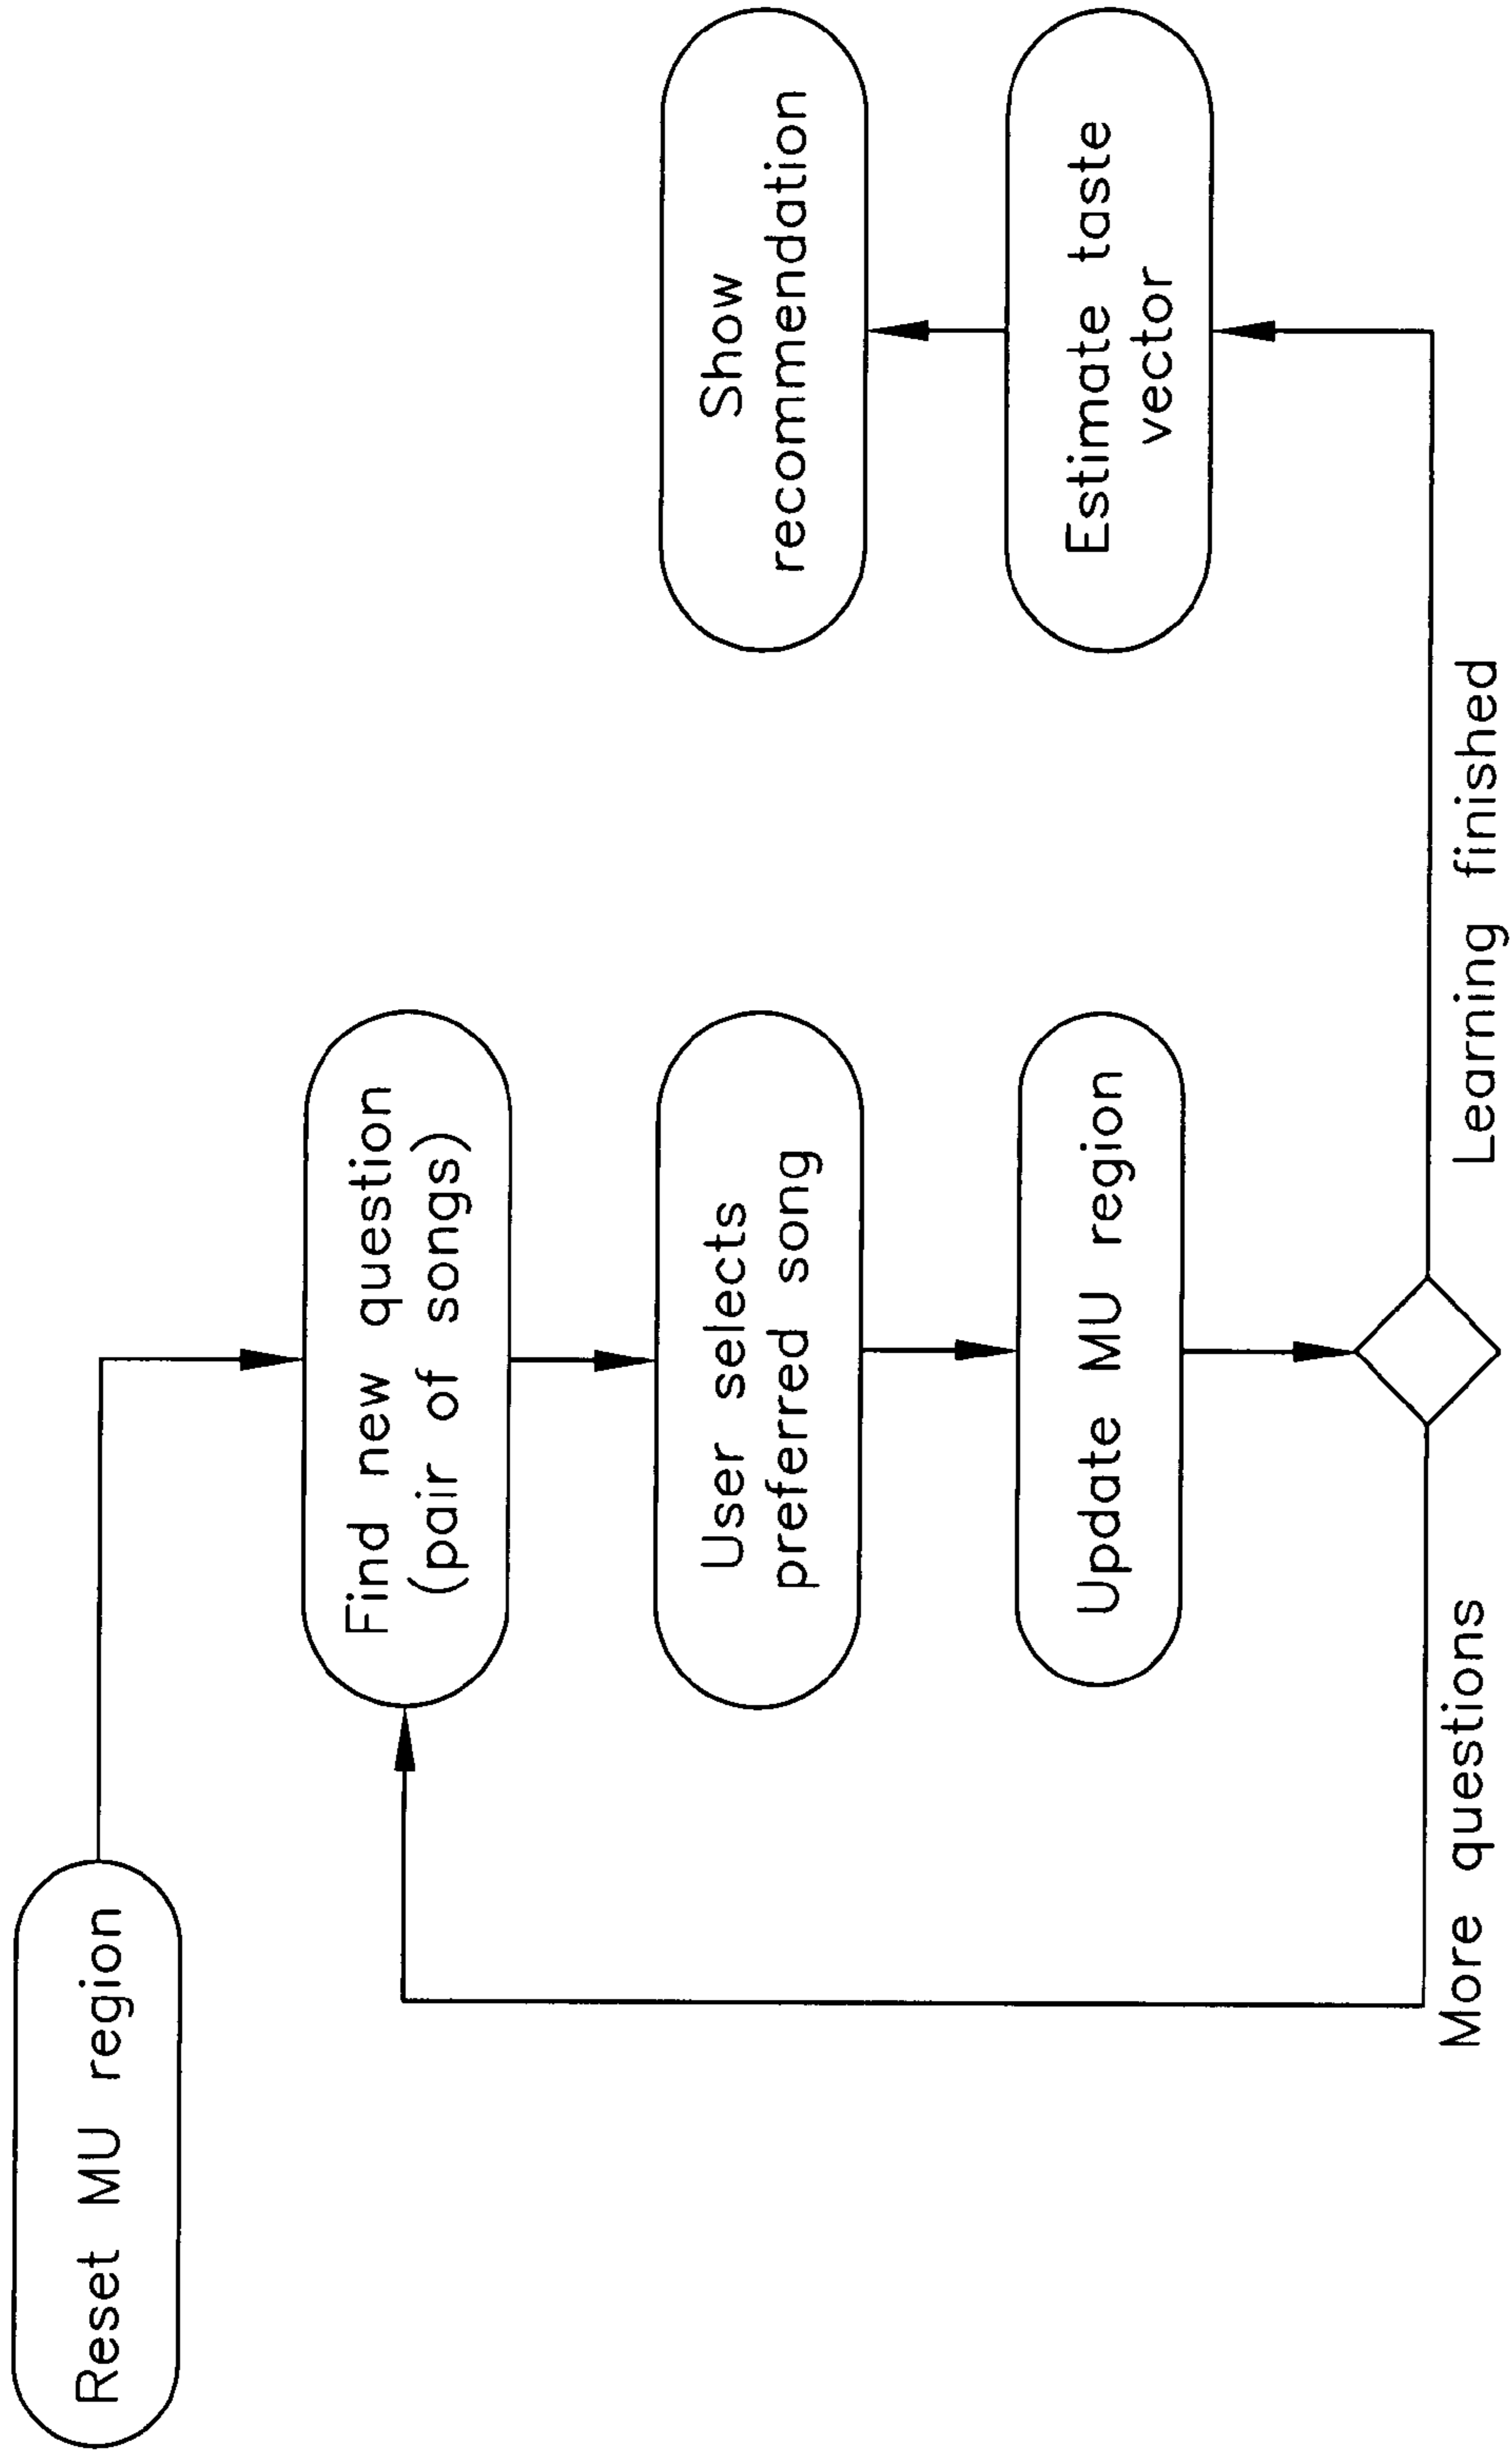 Reset MU region
Find new question
(pair of songs)
User selects
preferred song
Update MU region
More questions
Learning finished
Estimate taste
vector
Show
recommendation